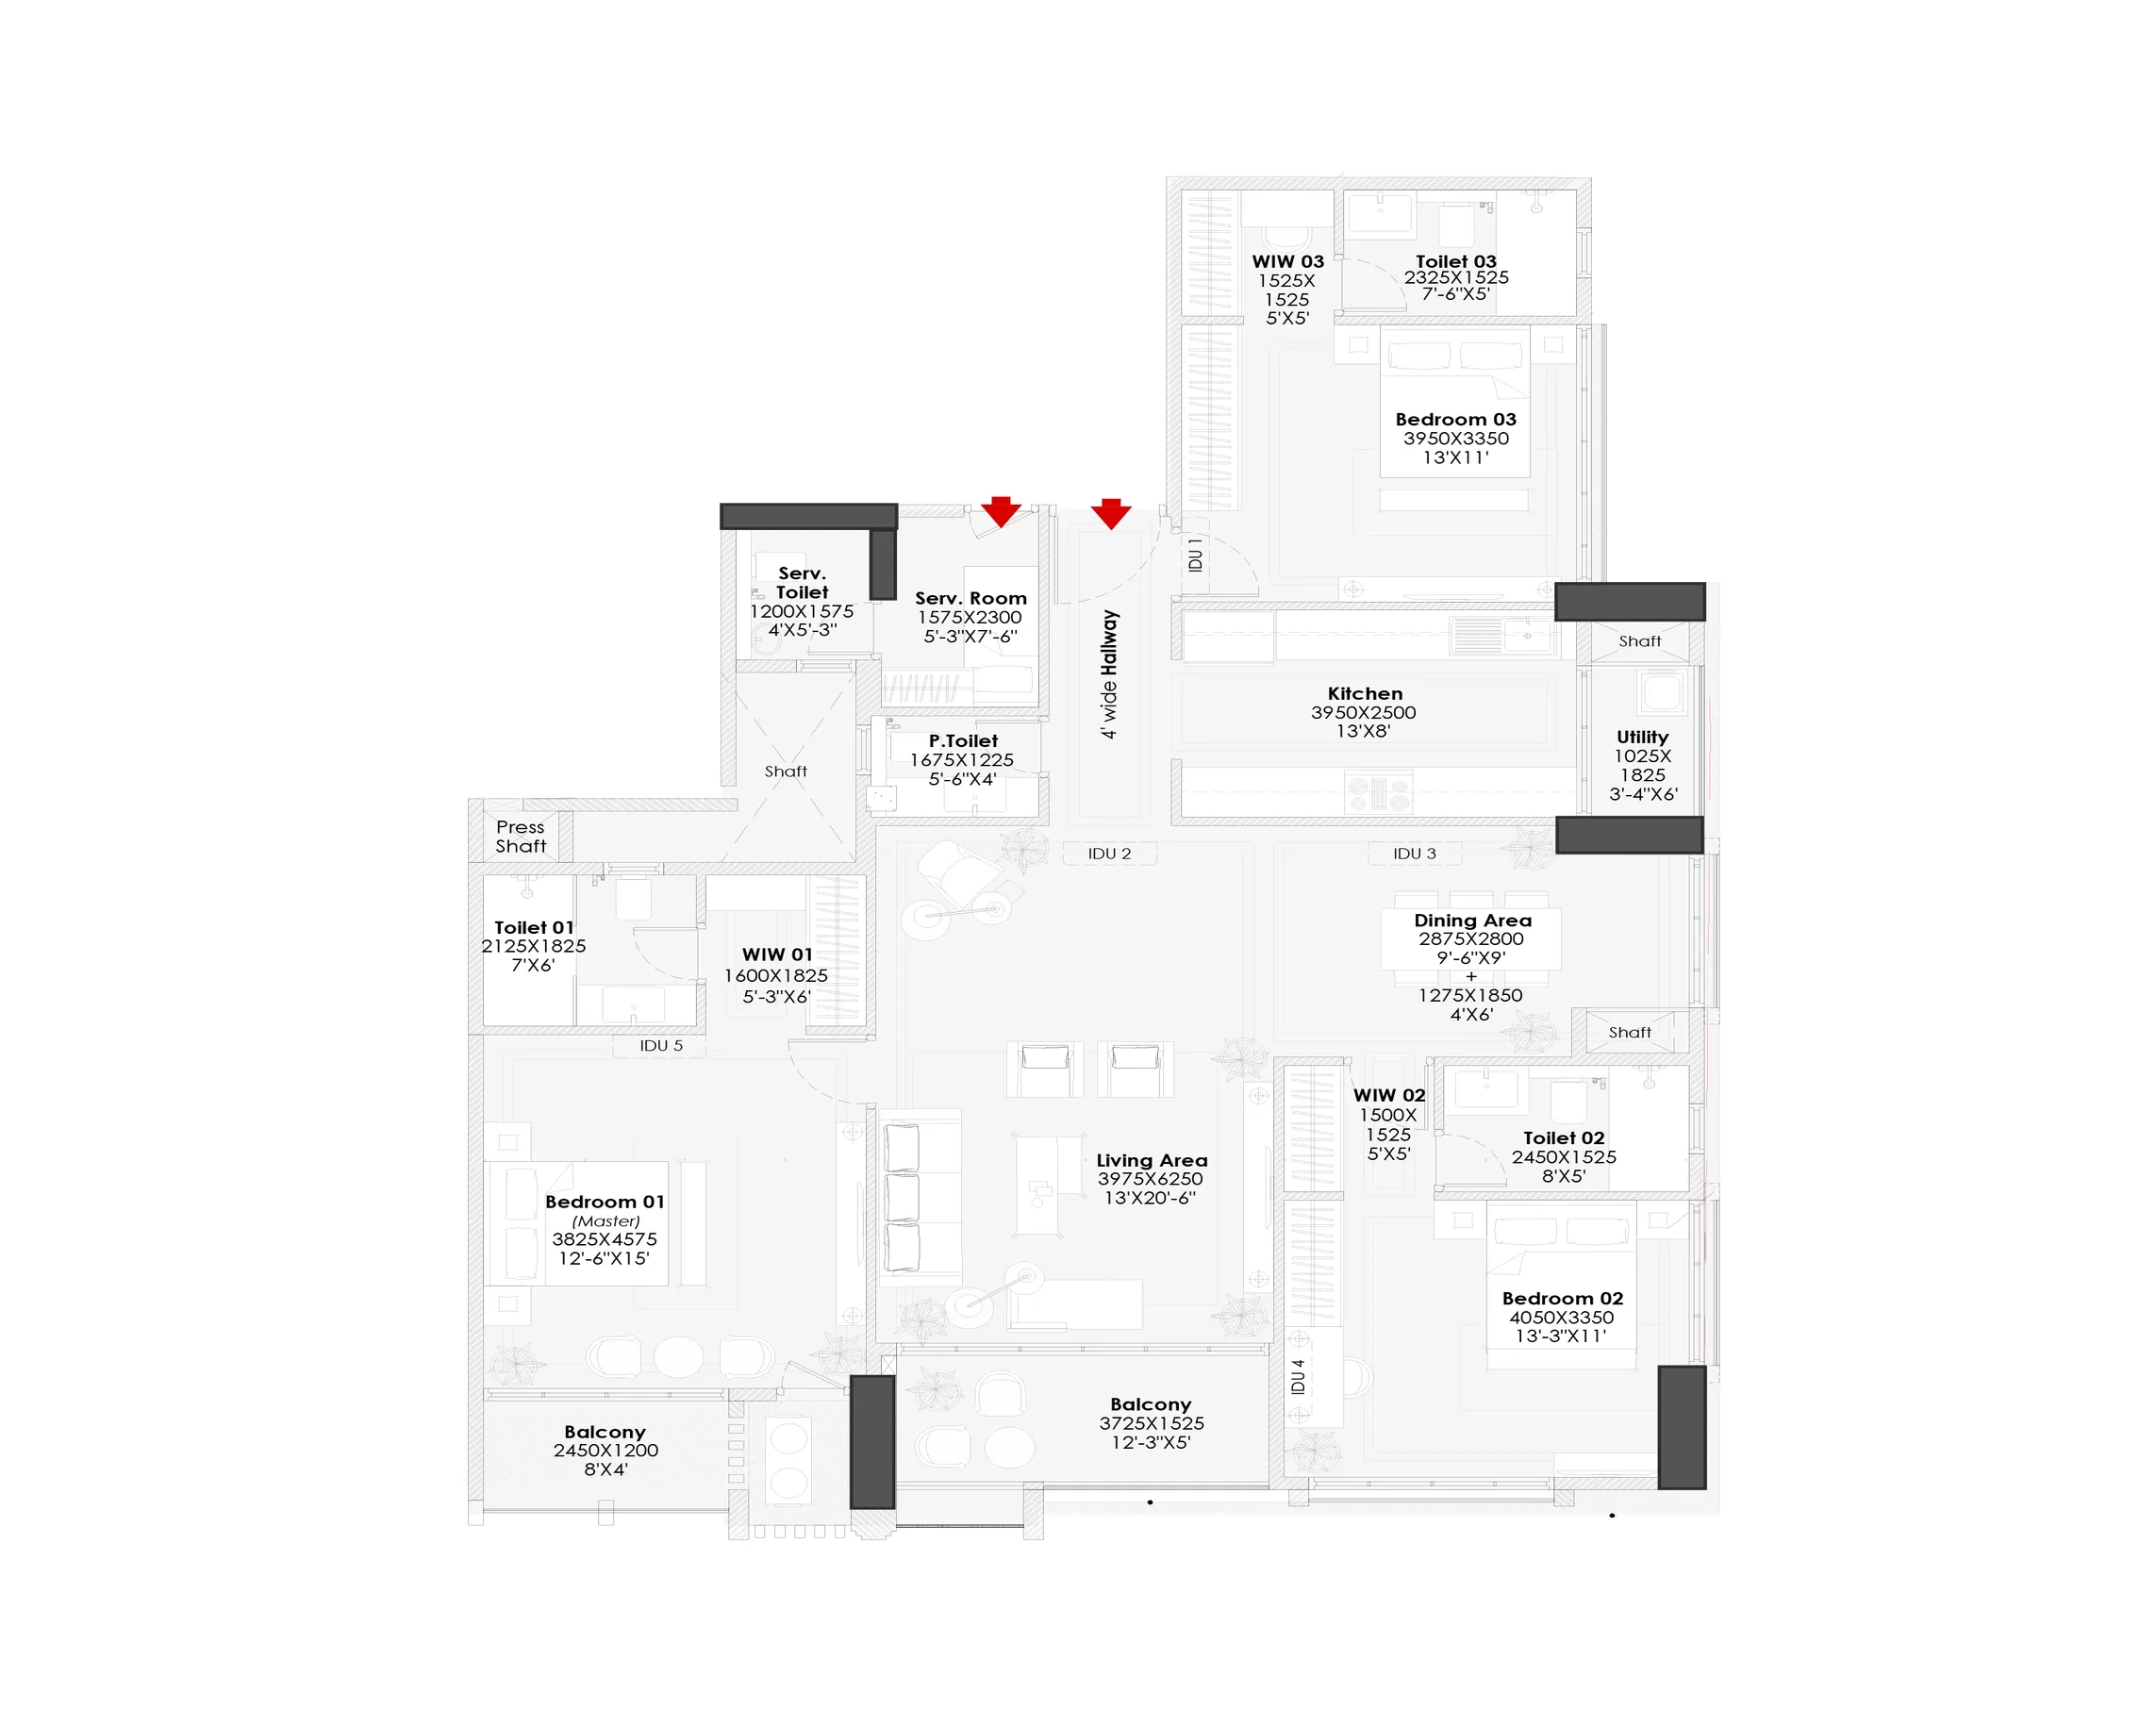 WIW 03
1525X
1525
5'X5'
Toilet 03
2325X1525
7'-6"X5'
Bedroom 03
3950X3350
13'X11'
IDU 1
Serv.
Toilet
1200X1575
4'X5'-3"
Serv. Room
1575X2300
5'-3"X7'-6"
4' wide Hallway
Shaft
Kitchen
3950X2500
13'X8'
Utility
1025X
1825
3'-4"X6'
P.Toilet
1675X1225
5'-6"X4'
Shaft
Press
Shaft
IDU 2
IDU 3
Toilet 01
2125X1825
7'X6'
WIW 01
1600X1825
5'-3"X6'
Dining Area
2875X2800
9'-6"X9'
+
1275X1850
4'X6'
Shaft
IDU 5
WIW 02
1500X
1525
5'X5'
Toilet 02
2450X1525
8'X5'
Living Area
3975X6250
13'X20'-6"
Bedroom 01
(Master)
3825X4575
12'-6"X15'
Bedroom 02
4050X3350
13'-3"X11'
IDU 4
Balcony
3725X1525
12'-3"X5'
Balcony
2450X1200
8'X4'